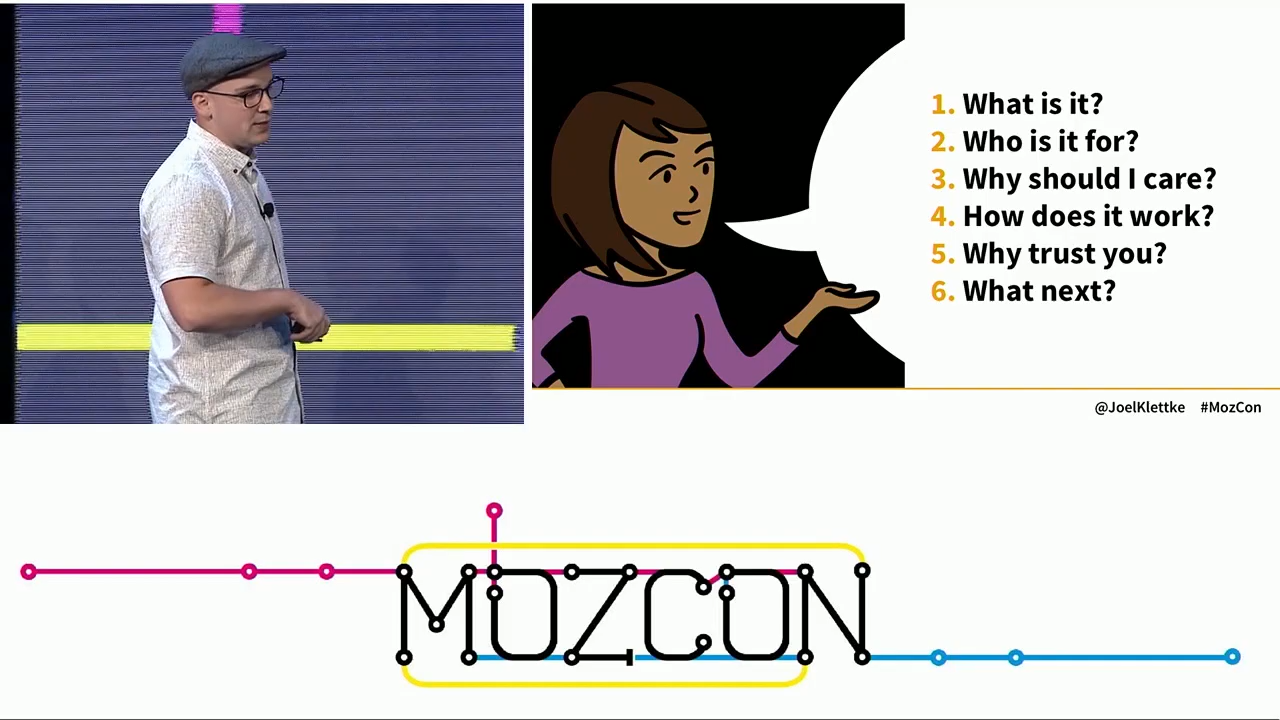 1. What is it?
2. Who is it for?
3. Why should I care?
4. How does it work?
5. Why trust you?
6. What next?
@JoelKlettke #MozCon
MOZCON